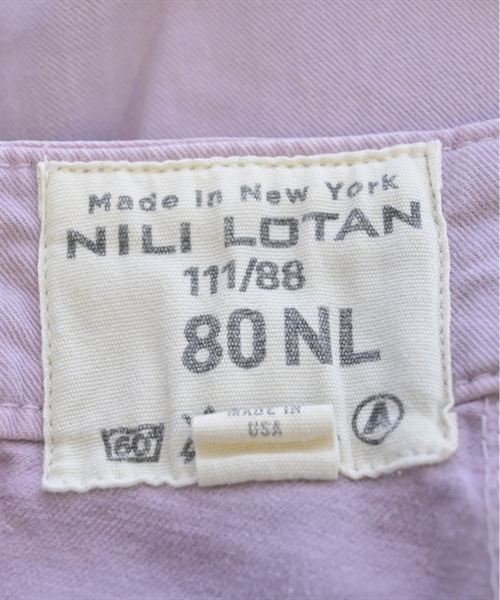 Made in New York
NILI LOTAN
111/88
80 NL
60°
MADE IN
USA
A